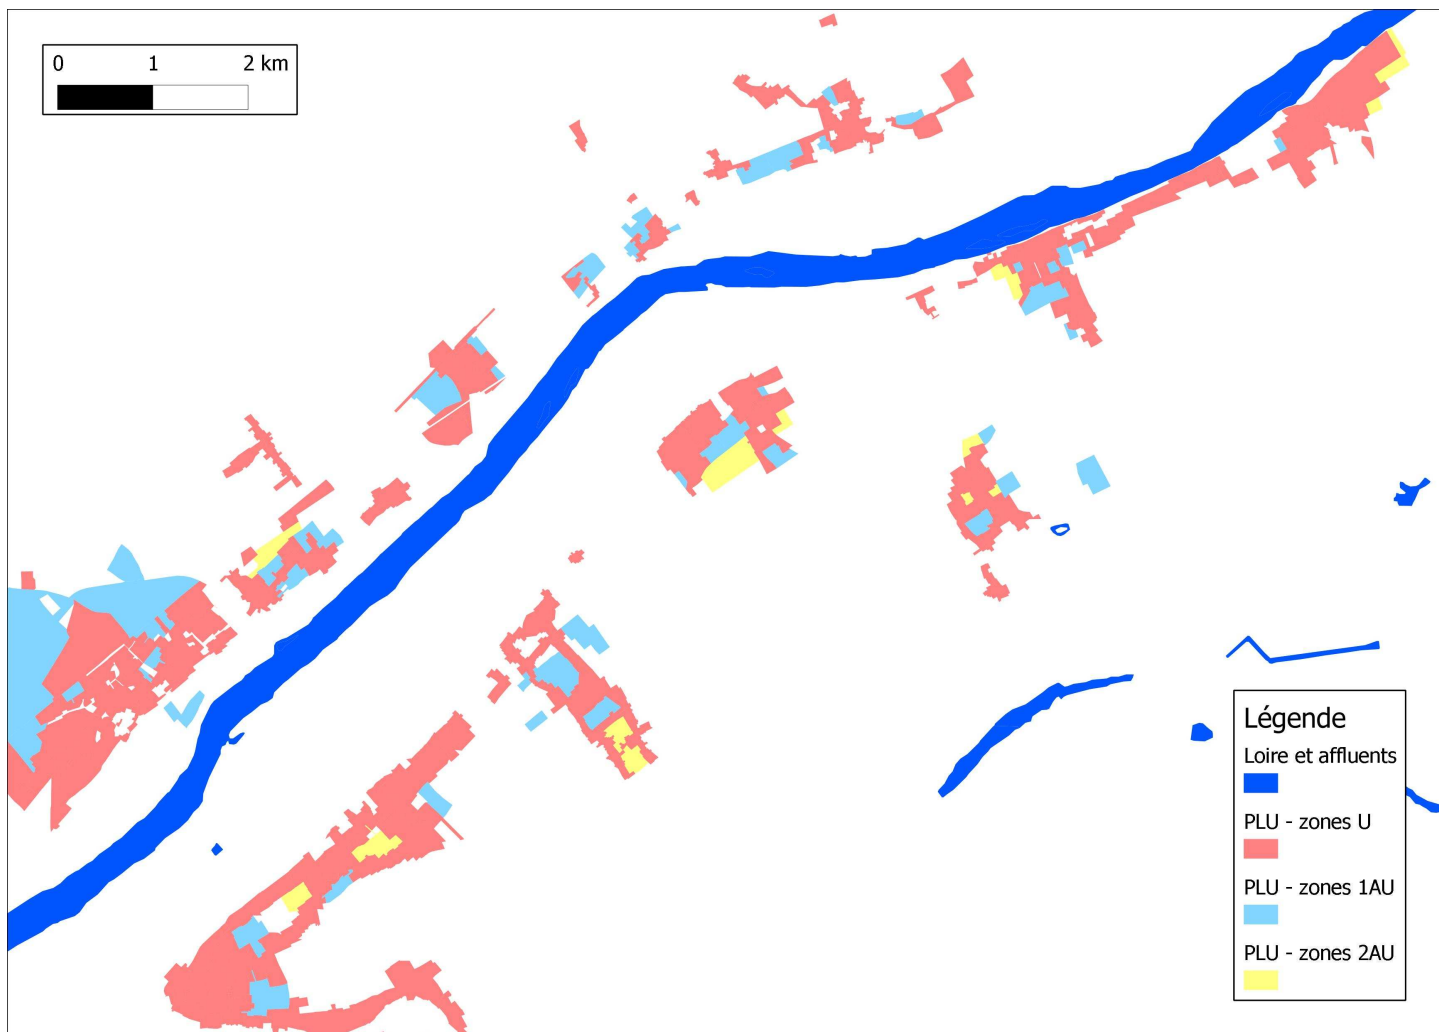 0 1 2 km
Légende
Loire et affluents
PLU - zones U
PLU - zones 1AU
PLU - zones 2AU